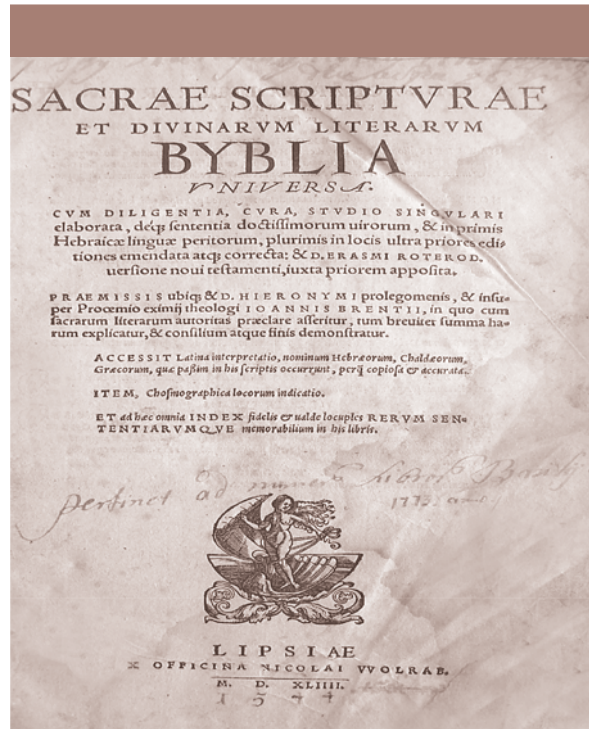 SACRAE SCRIPTVRAE
ET DIVINARVM LITERARVM
BYBLIA
VNIVERSA.
CVM DILIGENTIA, CVRA, STVDIO SINGVLARI
elaborata, deq́; sententia doctissimorum uirorum, & in primis
Hebraicæ linguæ peritorum, plurimis in locis ultra priores edi=
tiones emendata atq; correcta: & D. ERASMI ROTEROD.
uersione noui testamenti, iuxta priorem apposita.
PRAEMISSIS ubiq; & D. HIERONYMI prolegomenis, & insu=
per Procemio eximij theologi IOANNIS BRENTII, in quo cum
sacrarum literarum autoritas præclare asseritur, tum breuiter summa ha=
rum explicatur, & consilium atque finis demonstratur.
ACCESSIT Latina interpretatio, nominum Hebræorum, Chaldæorum,
Græcorum, quæ paßim in his scriptis occurrunt, perq̃ copiosa & accurata.
ITEM, Chosmographica locorum indicatio.
ET ad hæc omnia INDEX fidelis & ualde locuples RERVM SEN=
TENTIARVMQVE memorabilium in his libris.
pertinet ad numerum Libror
1773
LIPSIAE
X OFFICINA NICOLAI VVOLRAB.
M. D. XLIIII.
1544